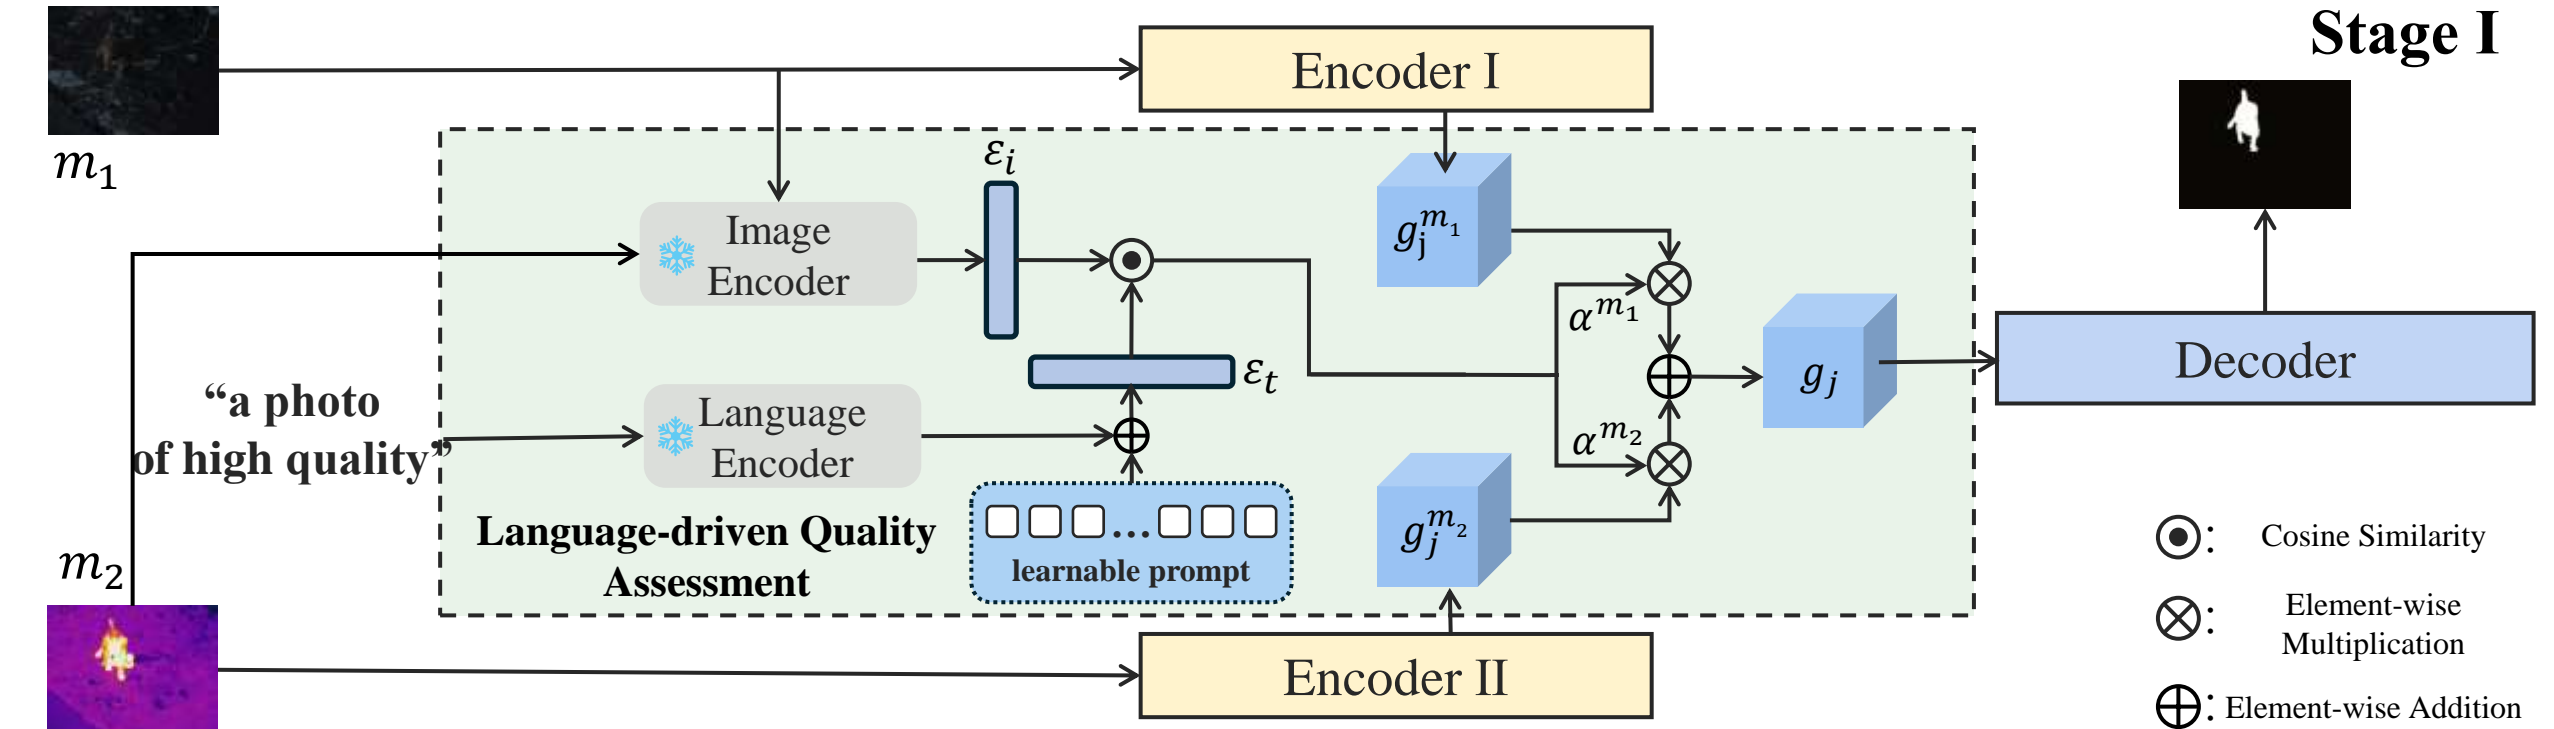 Stage I
Encoder I
m₁
εᵢ
Image
Encoder
g_j^{m₁}
α^{m₁}
"a photo
of high quality"
Language
Encoder
εₜ
g_j
Decoder
α^{m₂}
g_j^{m₂}
Language-driven Quality
Assessment
...
learnable prompt
m₂
Encoder II
: Cosine Similarity
: Element-wise
Multiplication
: Element-wise Addition